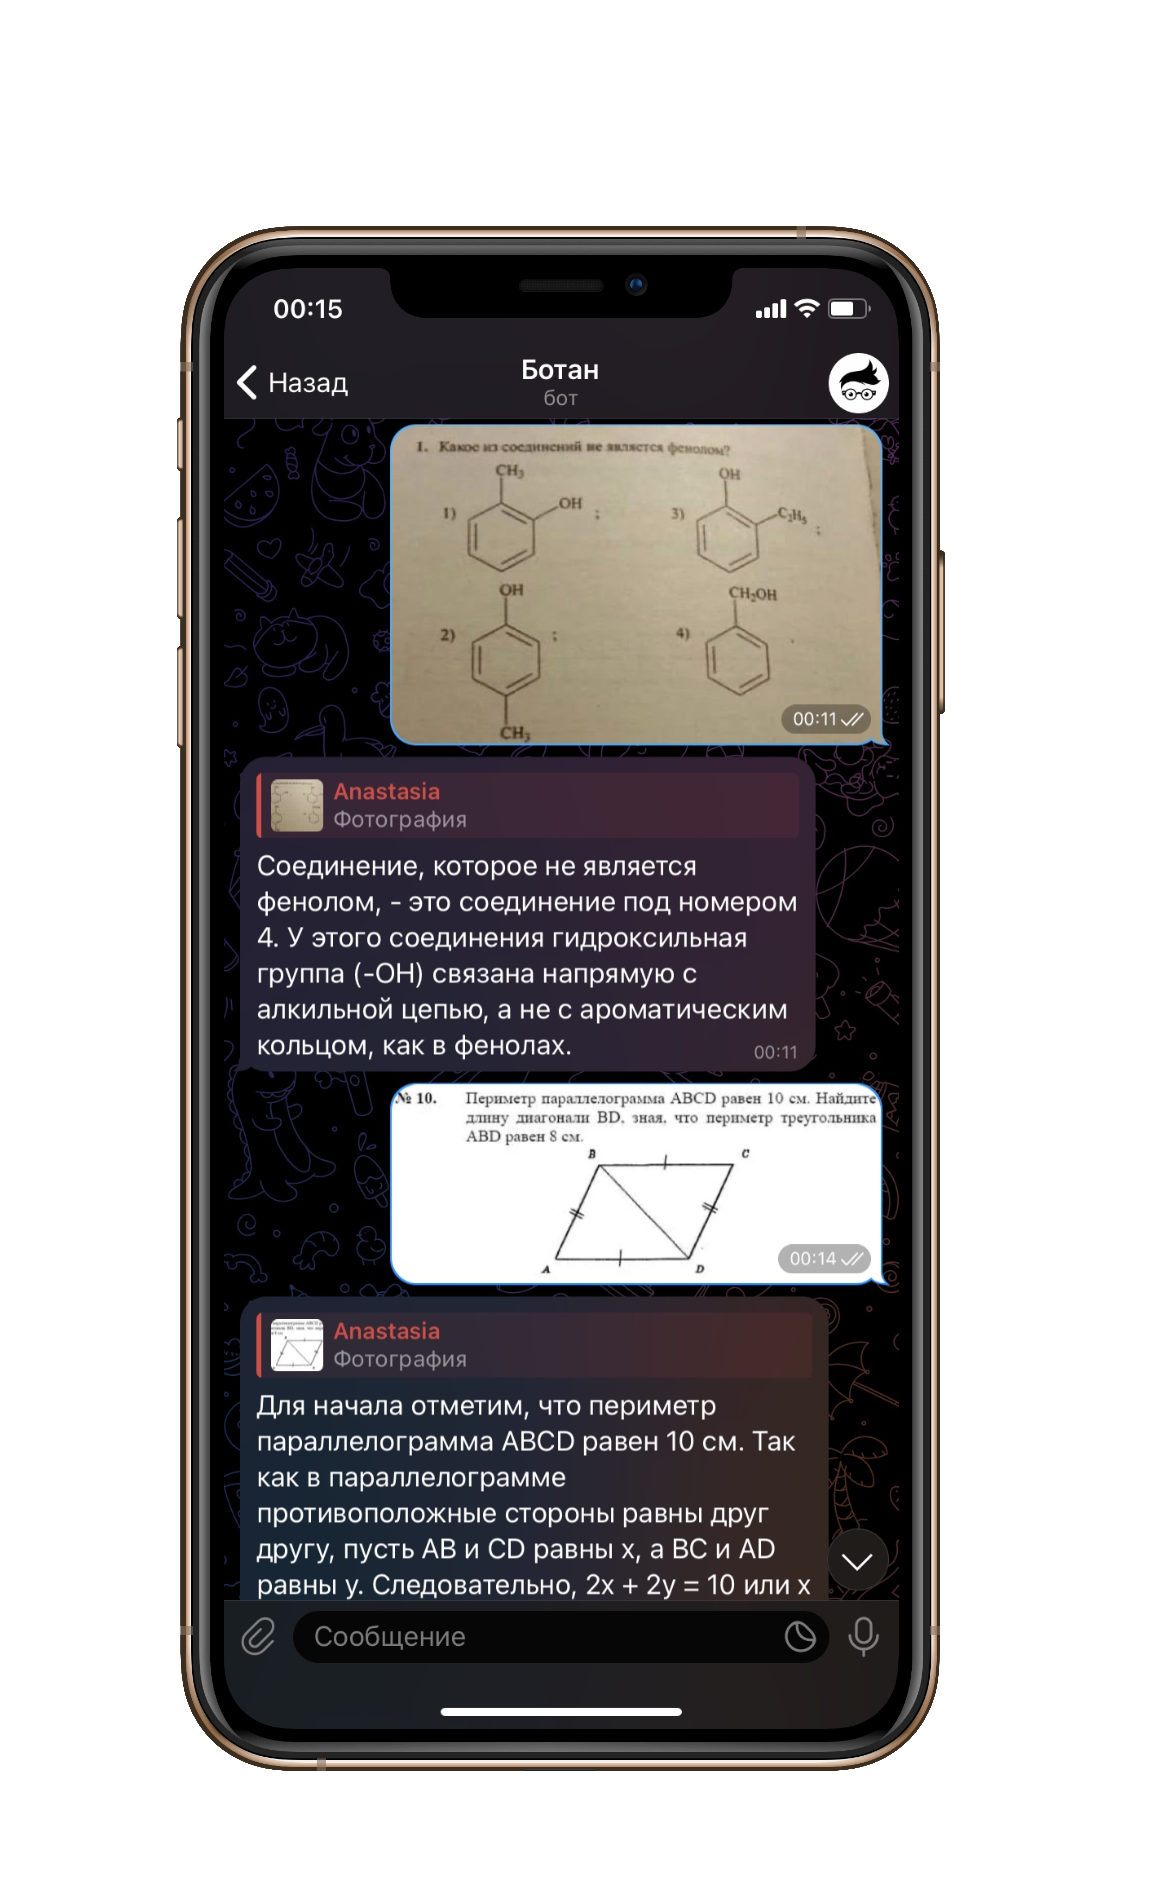 00:15
Назад
Ботан
бот
1. Какое из соединений не является фенолом?
CH₃
OH
1)
OH
;
3)
C₂H₅
;
OH
CH₂OH
2)
;
4)
.
CH₃
00:11
Anastasia
Фотография
Соединение, которое не является
фенолом, - это соединение под номером
4. У этого соединения гидроксильная
группа (-OH) связана напрямую с
алкильной цепью, а не с ароматическим
кольцом, как в фенолах.
00:11
№ 10. Периметр параллелограмма ABCD равен 10 см. Найдите
длину диагонали BD, зная, что периметр треугольника
ABD равен 8 см.
B
C
A
D
00:14
Anastasia
Фотография
Для начала отметим, что периметр
параллелограмма ABCD равен 10 см. Так
как в параллелограмме
противоположные стороны равны друг
другу, пусть AB и CD равны x, а BC и AD
равны y. Следовательно, 2x + 2y = 10 или x
Сообщение